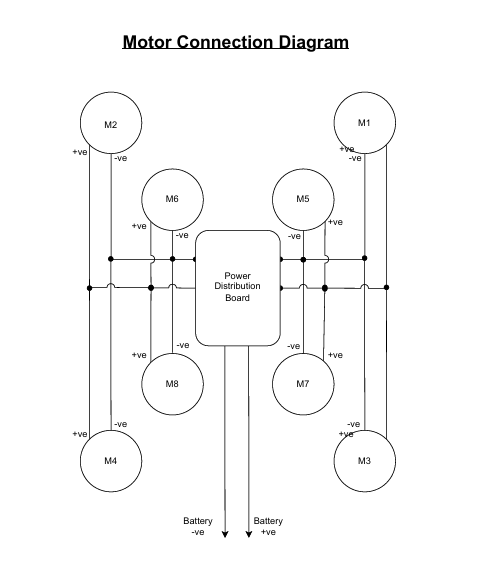 Motor Connection Diagram
M2
M1
+ve
-ve
+ve
-ve
M6
M5
+ve
-ve
+ve
-ve
Power
Distribution
Board
-ve
+ve
-ve
+ve
M8
M7
-ve
+ve
-ve
+ve
M4
M3
Battery
-ve
Battery
+ve